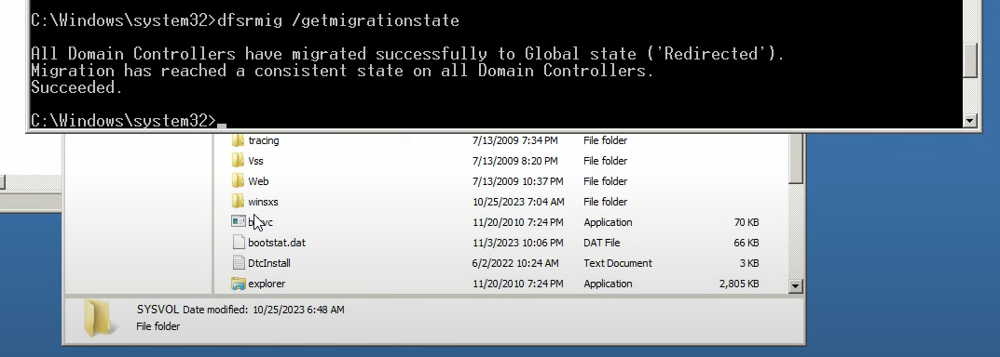 C:\Windows\system32>dfsrmig /getmigrationstate
All Domain Controllers have migrated successfully to Global state ('Redirected').
Migration has reached a consistent state on all Domain Controllers.
Succeeded.
C:\Windows\system32>
tracing 7/13/2009 7:34 PM File folder
Vss 7/13/2009 8:20 PM File folder
Web 7/13/2009 10:37 PM File folder
winsxs 10/25/2023 7:04 AM File folder
11/20/2010 7:24 PM Application 70 KB
bootstat.dat 11/3/2023 10:06 PM DAT File 66 KB
DtcInstall 6/2/2022 10:24 AM Text Document 3 KB
explorer 11/20/2010 7:24 PM Application 2,805 KB
SYSVOL Date modified: 10/25/2023 6:48 AM
File folder